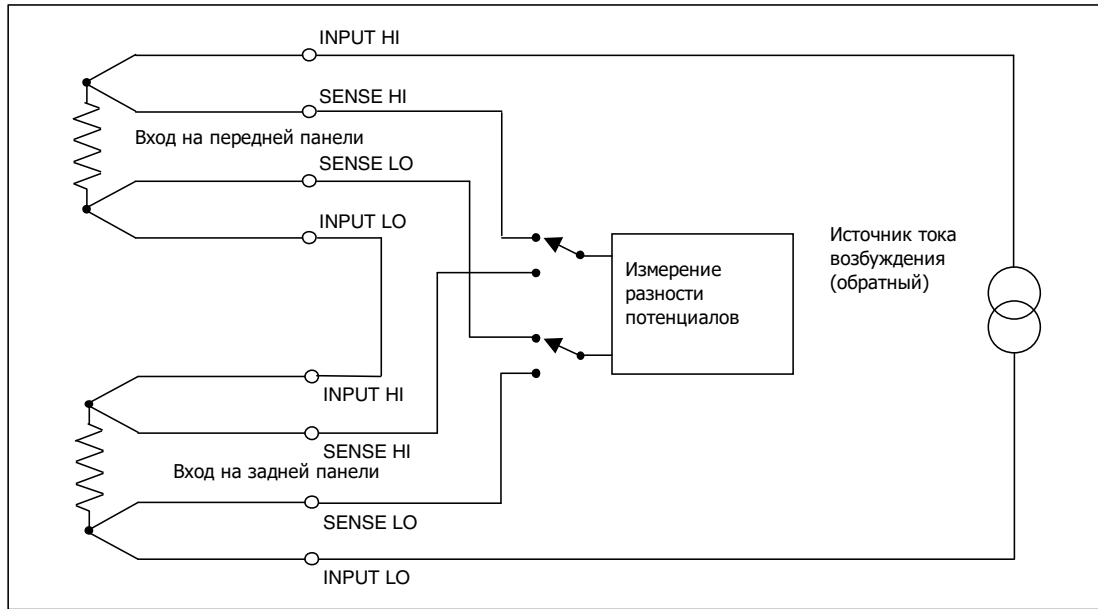 INPUT HI
SENSE HI
Вход на передней панели
SENSE LO
INPUT LO
Источник тока
возбуждения
(обратный)
Измерение
разности
потенциалов
INPUT HI
SENSE HI
Вход на задней панели
SENSE LO
INPUT LO